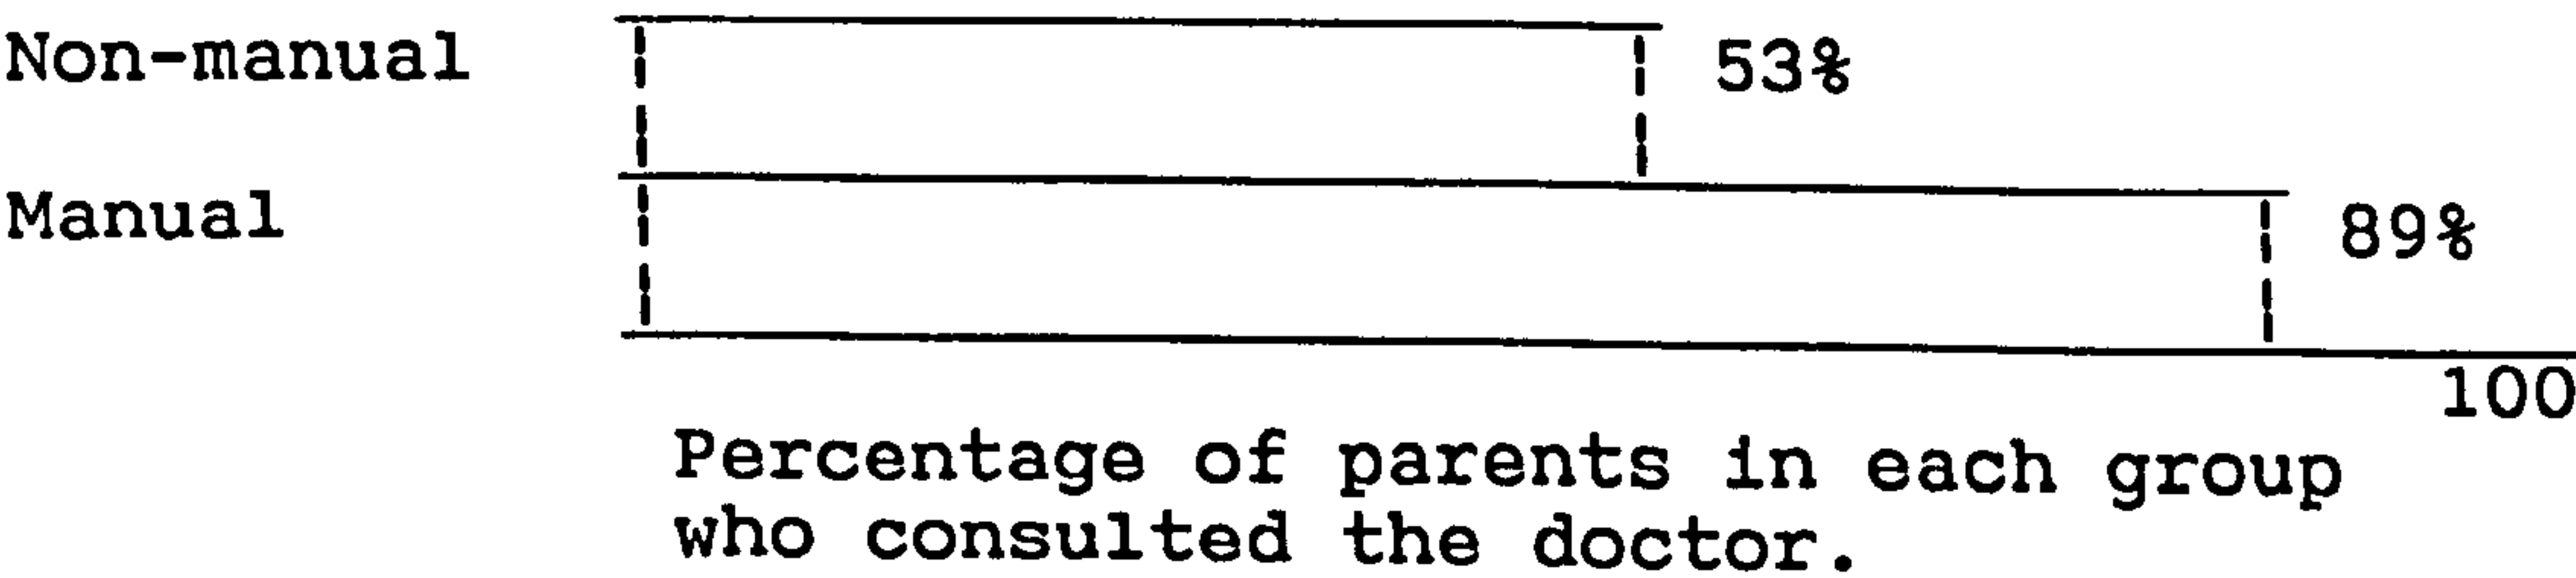 Non-manual 53%
Manual 89%
100
Percentage of parents in each group
who consulted the doctor.